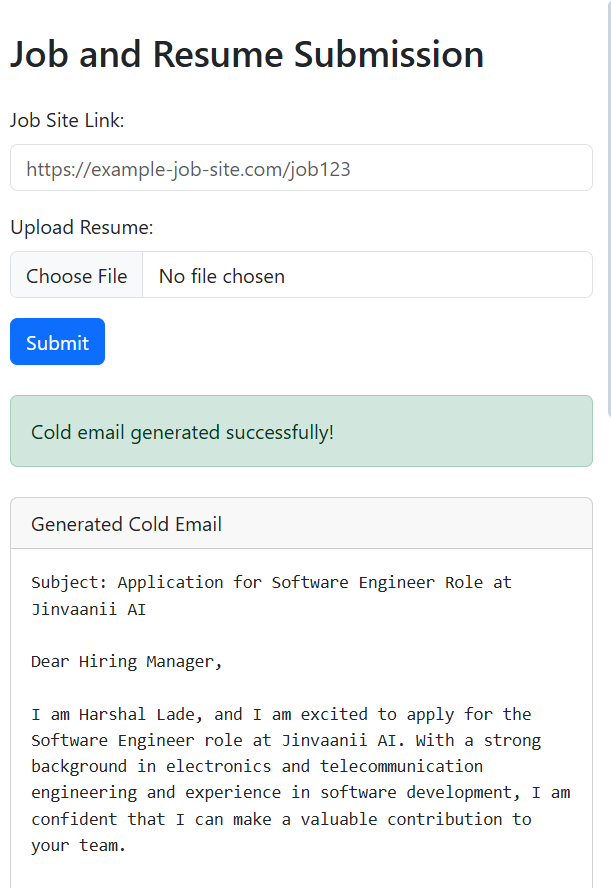 Job and Resume Submission
Job Site Link:
https://example-job-site.com/job123
Upload Resume:
Choose File No file chosen
Submit
Cold email generated successfully!
Generated Cold Email
Subject: Application for Software Engineer Role at
Jinvaanii AI
Dear Hiring Manager,
I am Harshal Lade, and I am excited to apply for the
Software Engineer role at Jinvaanii AI. With a strong
background in electronics and telecommunication
engineering and experience in software development, I am
confident that I can make a valuable contribution to
your team.